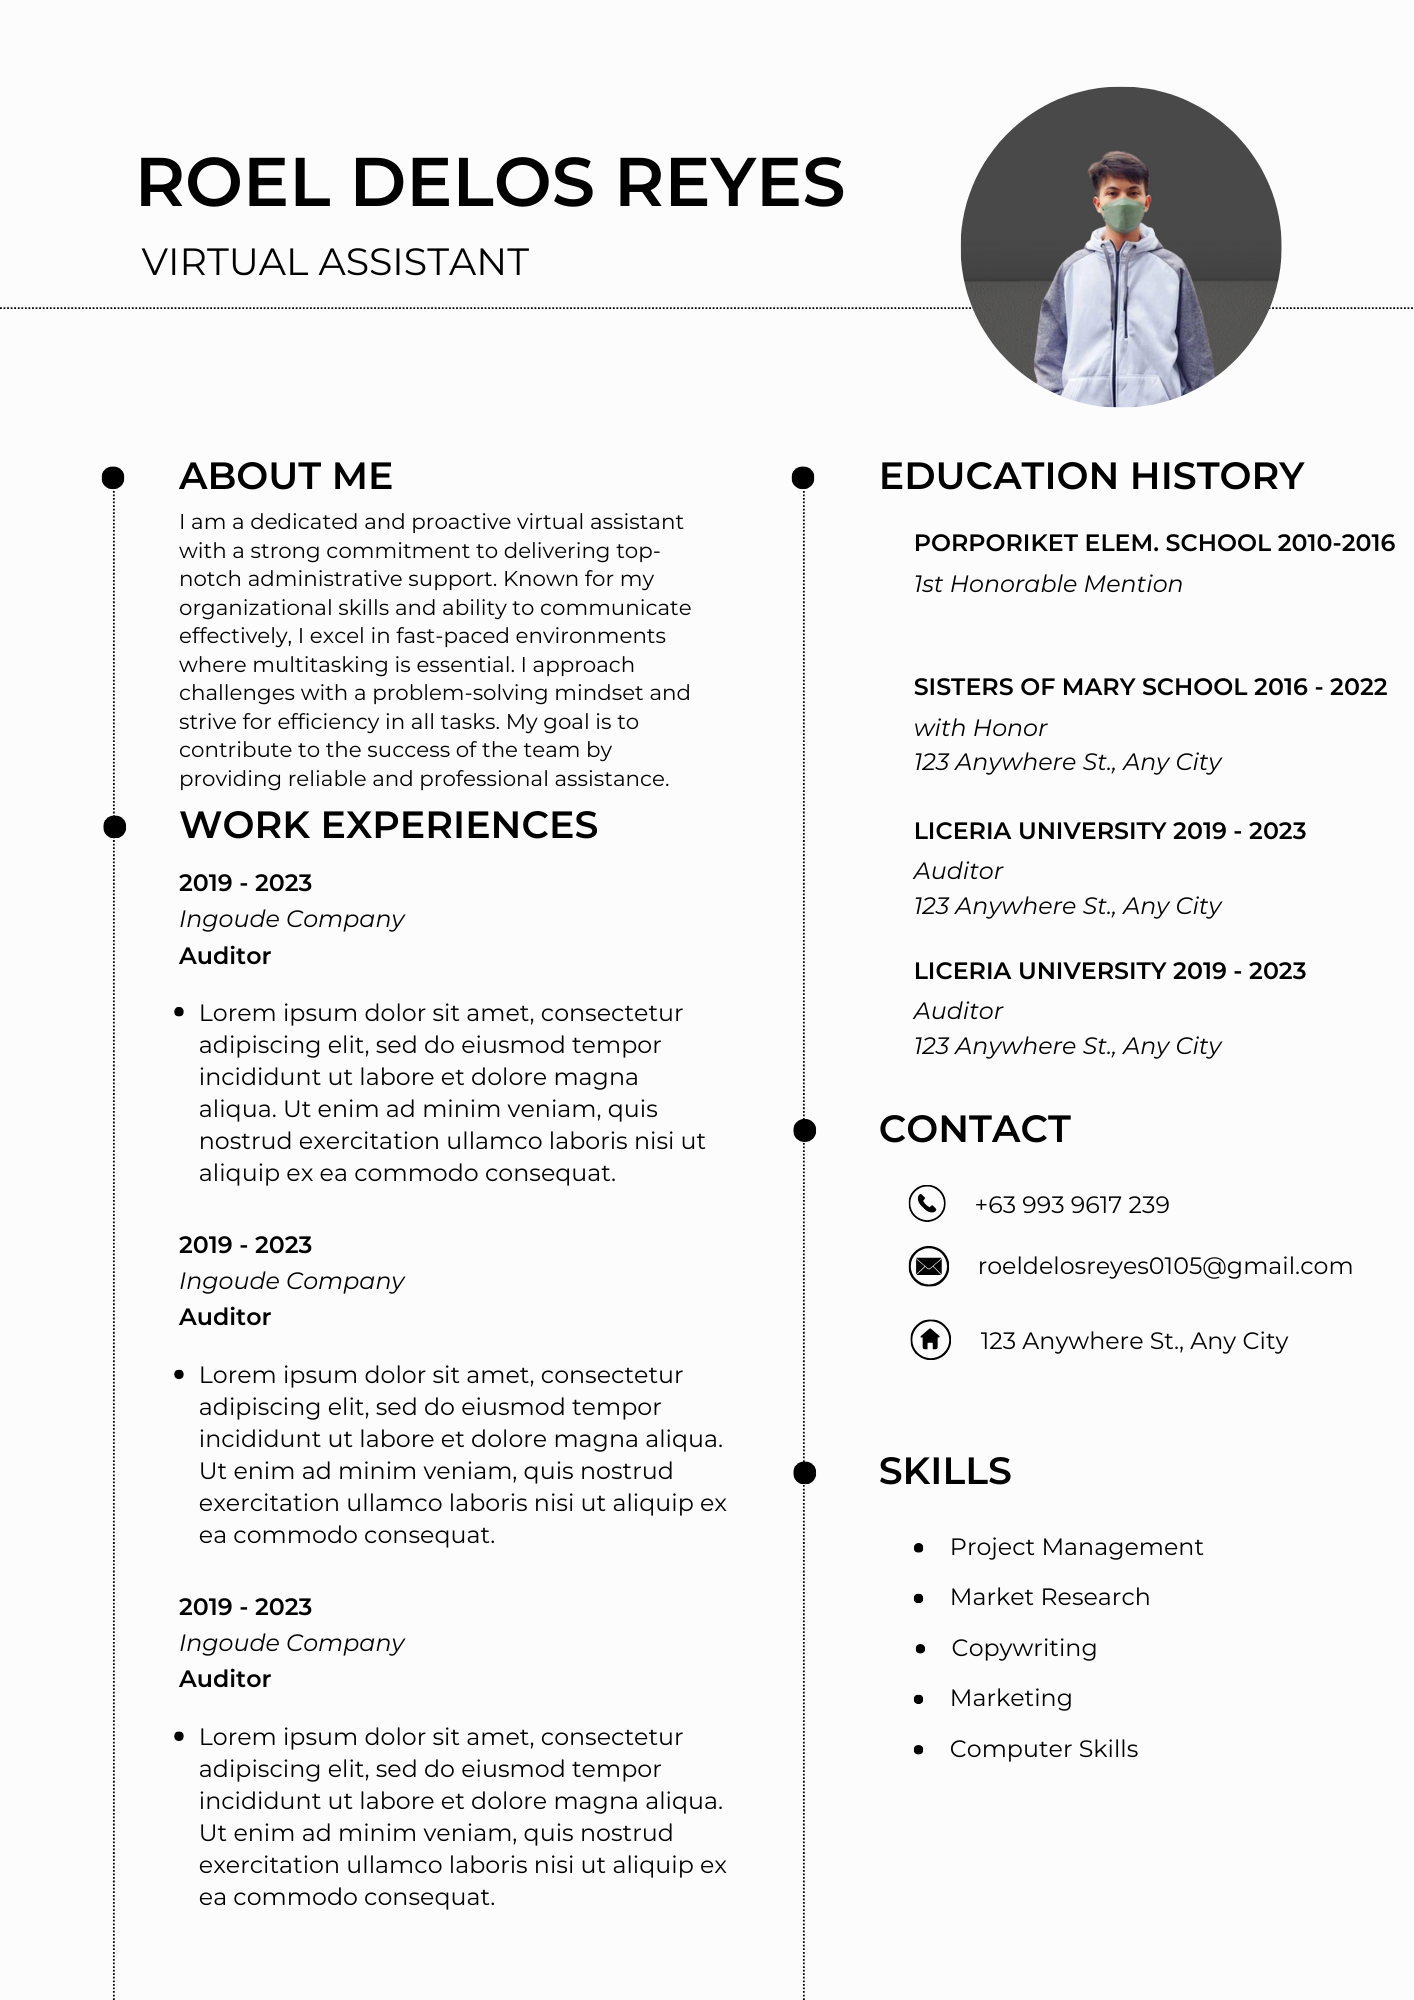 ROEL DELOS REYES
VIRTUAL ASSISTANT
ABOUT ME
I am a dedicated and proactive virtual assistant
with a strong commitment to delivering top-
notch administrative support. Known for my
organizational skills and ability to communicate
effectively, I excel in fast-paced environments
where multitasking is essential. I approach
challenges with a problem-solving mindset and
strive for efficiency in all tasks. My goal is to
contribute to the success of the team by
providing reliable and professional assistance.
WORK EXPERIENCES
2019 - 2023
Ingoude Company
Auditor
• Lorem ipsum dolor sit amet, consectetur
adipiscing elit, sed do eiusmod tempor
incididunt ut labore et dolore magna
aliqua. Ut enim ad minim veniam, quis
nostrud exercitation ullamco laboris nisi ut
aliquip ex ea commodo consequat.
2019 - 2023
Ingoude Company
Auditor
• Lorem ipsum dolor sit amet, consectetur
adipiscing elit, sed do eiusmod tempor
incididunt ut labore et dolore magna aliqua.
Ut enim ad minim veniam, quis nostrud
exercitation ullamco laboris nisi ut aliquip ex
ea commodo consequat.
2019 - 2023
Ingoude Company
Auditor
• Lorem ipsum dolor sit amet, consectetur
adipiscing elit, sed do eiusmod tempor
incididunt ut labore et dolore magna aliqua.
Ut enim ad minim veniam, quis nostrud
exercitation ullamco laboris nisi ut aliquip ex
ea commodo consequat.
EDUCATION HISTORY
PORPORIKET ELEM. SCHOOL 2010-2016
1st Honorable Mention
SISTERS OF MARY SCHOOL 2016 - 2022
with Honor
123 Anywhere St., Any City
LICERIA UNIVERSITY 2019 - 2023
Auditor
123 Anywhere St., Any City
LICERIA UNIVERSITY 2019 - 2023
Auditor
123 Anywhere St., Any City
CONTACT
+63 993 9617 239
roeldelosreyes0105@gmail.com
123 Anywhere St., Any City
SKILLS
• Project Management
• Market Research
• Copywriting
• Marketing
• Computer Skills